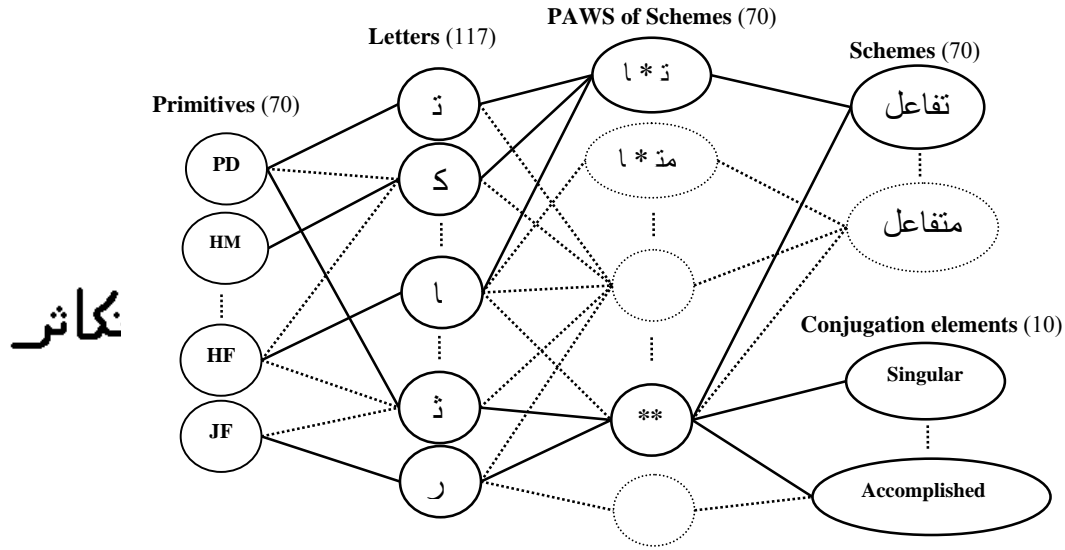 PAWS of Schemes (70)
Letters (117)
Schemes (70)
Primitives (70)
تـ * ا
تـ
تفاعل
PD
متـ * ا
كـ
HM
متفاعل
ا
تكاثر
Conjugation elements (10)
HF
Singular
ثـ
**
JF
ر
Accomplished